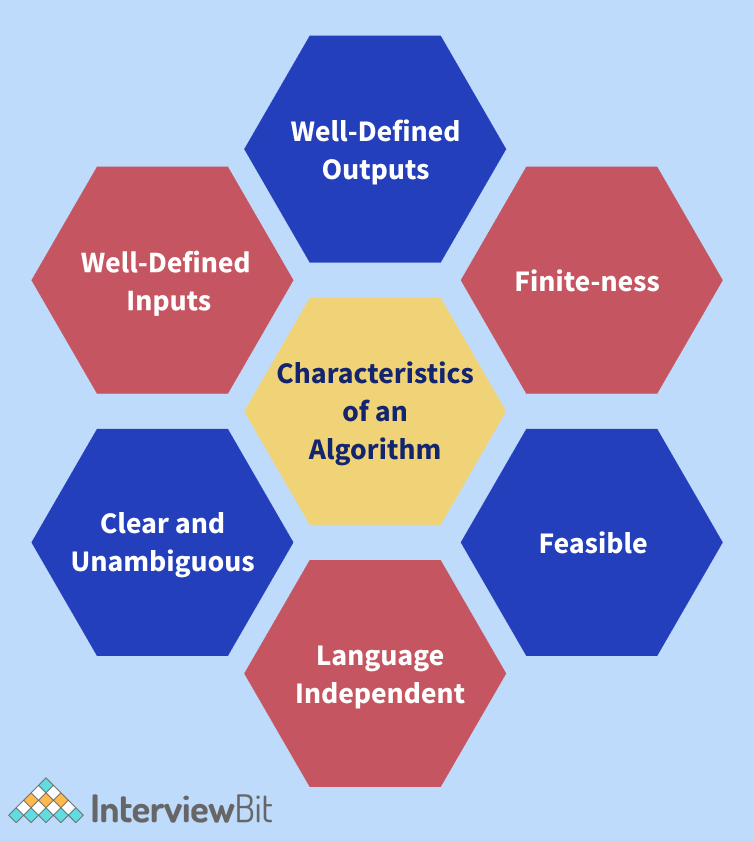 Well-Defined
Outputs
Well-Defined
Inputs
Finite-ness
Characteristics
of an
Algorithm
Clear and
Unambiguous
Feasible
Language
Independent
InterviewBit